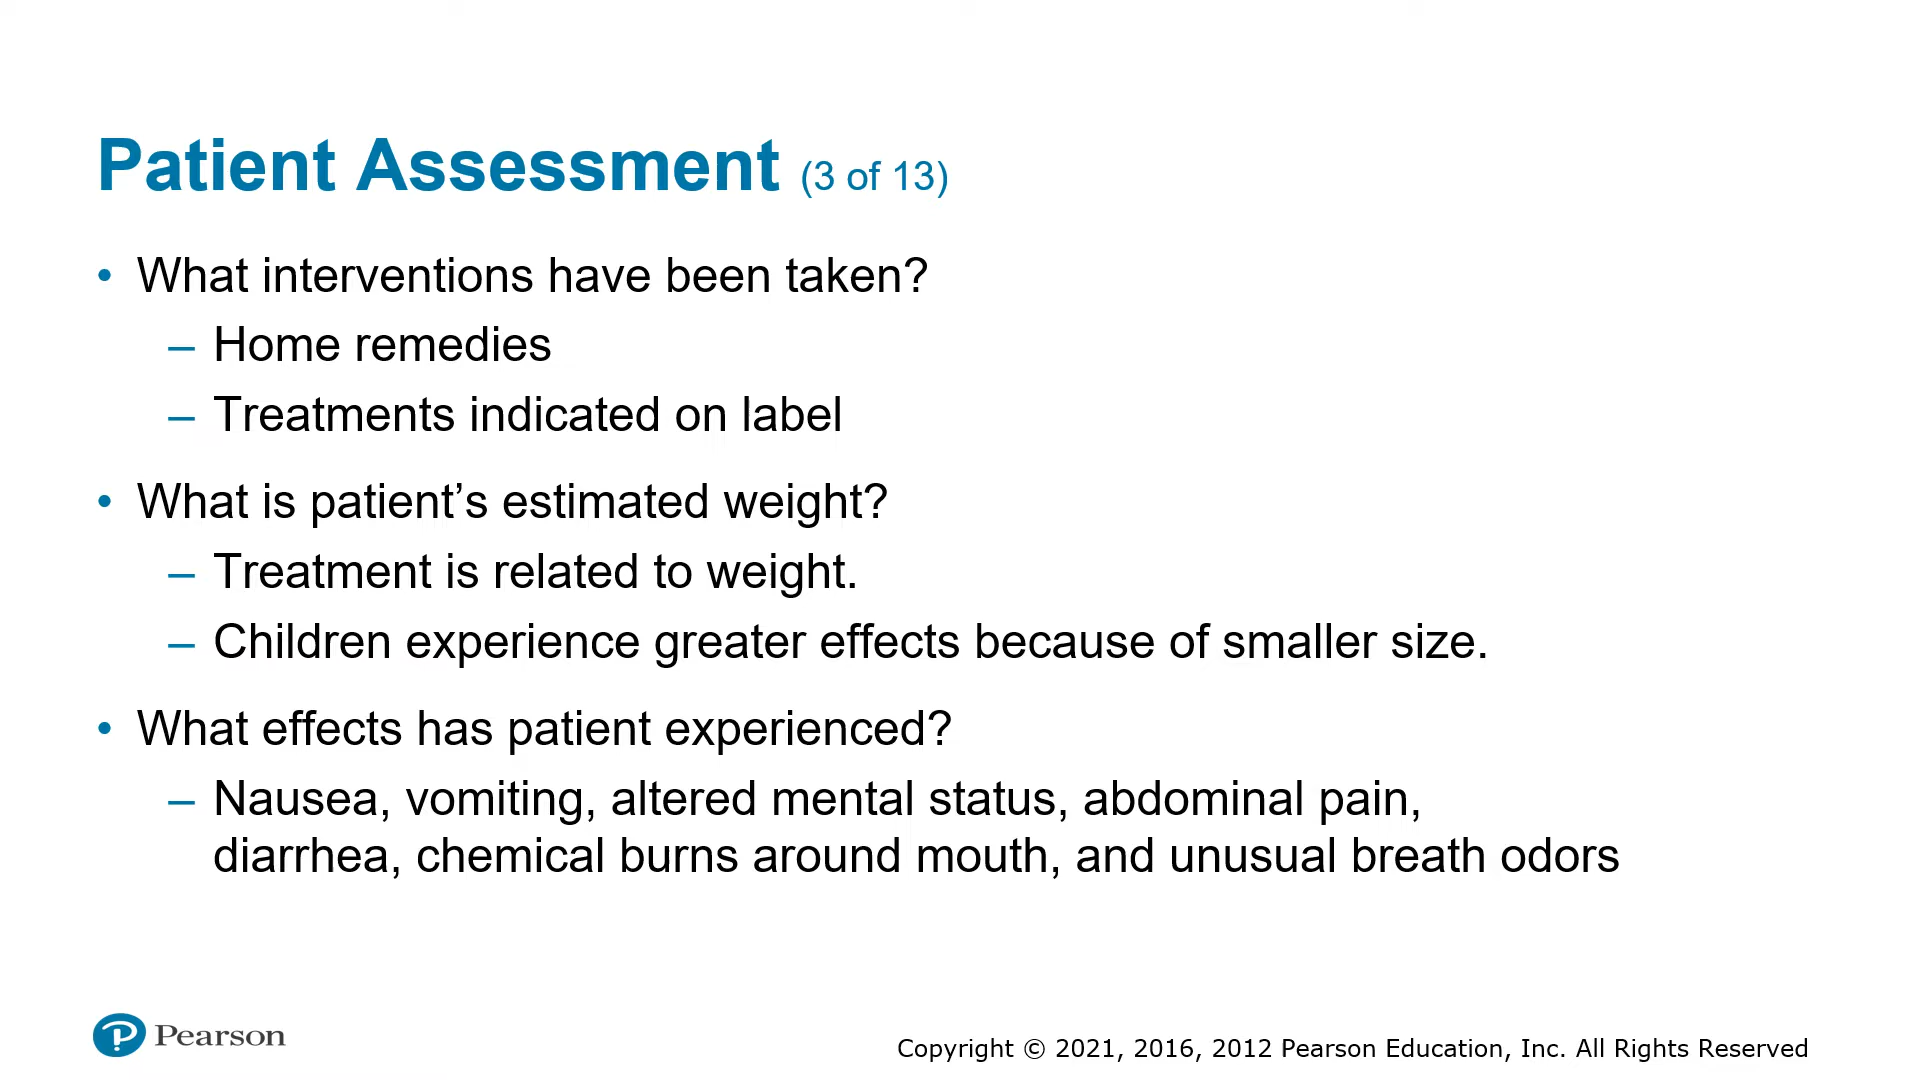 Patient Assessment (3 of 13)
• What interventions have been taken?
– Home remedies
– Treatments indicated on label
• What is patient’s estimated weight?
– Treatment is related to weight.
– Children experience greater effects because of smaller size.
• What effects has patient experienced?
– Nausea, vomiting, altered mental status, abdominal pain,
diarrhea, chemical burns around mouth, and unusual breath odors
Pearson
Copyright © 2021, 2016, 2012 Pearson Education, Inc. All Rights Reserved